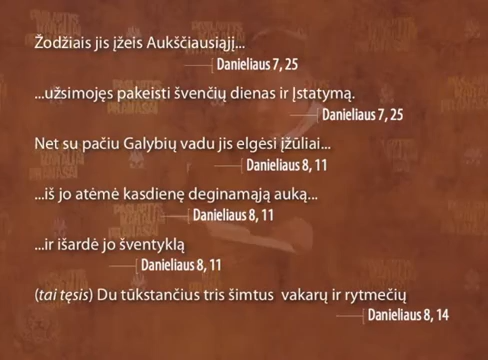 Žodžiais jis įžeis Aukščiausiąjį...
Danieliaus 7, 25
...užsimojęs pakeisti švenčių dienas ir Įstatymą.
Danieliaus 7, 25
Net su pačiu Galybių vadu jis elgėsi įžūliai...
Danieliaus 8, 11
...iš jo atėmė kasdienę deginamąją auką...
Danieliaus 8, 11
...ir išardė jo šventyklą
Danieliaus 8, 11
(tai tęsis) Du tūkstančius tris šimtus vakarų ir rytmečių
Danieliaus 8, 14